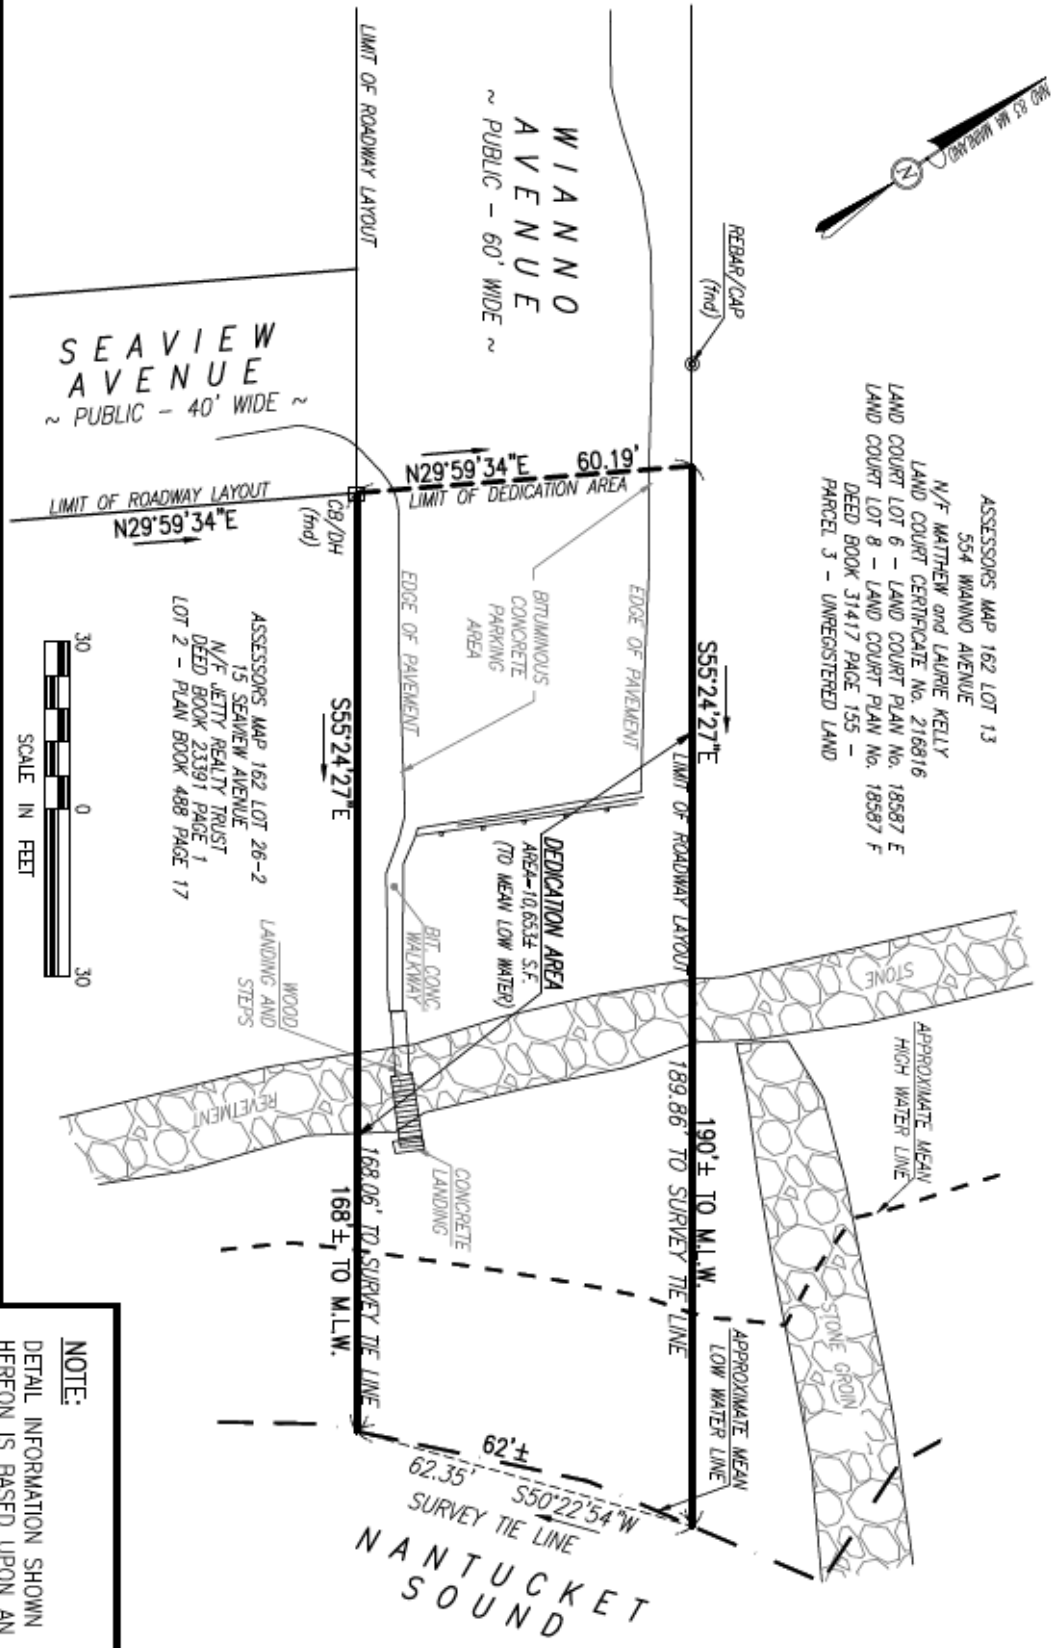 NAD 83 MA MAINLAND
N
ASSESSORS MAP 162 LOT 13
554 WIANNO AVENUE
N/F MATTHEW and LAURIE KELLY
LAND COURT CERTIFICATE No. 216816
LAND COURT LOT 6 - LAND COURT PLAN No. 18587 E
LAND COURT LOT 8 - LAND COURT PLAN No. 18587 F
DEED BOOK 31417 PAGE 155 -
PARCEL 3 - UNREGISTERED LAND
REBAR/CAP
(fnd)
WIANNO
AVENUE
~ PUBLIC - 60' WIDE ~
LIMIT OF ROADWAY LAYOUT
SEAVIEW
AVENUE
~ PUBLIC - 40' WIDE ~
LIMIT OF ROADWAY LAYOUT
N29°59'34"E
CB/DH
(fnd)
N29°59'34"E 60.19'
LIMIT OF DEDICATION AREA
EDGE OF PAVEMENT
BITUMINOUS
CONCRETE
PARKING
AREA
EDGE OF PAVEMENT
S55°24'27"E
LIMIT OF ROADWAY LAYOUT
S55°24'27"E
ASSESSORS MAP 162 LOT 26-2
15 SEAVIEW AVENUE
N/F JETTY REALTY TRUST
DEED BOOK 23391 PAGE 1
LOT 2 - PLAN BOOK 488 PAGE 17
30 0 30
SCALE IN FEET
DEDICATION AREA
AREA=10,653± S.F.
(TO MEAN LOW WATER)
BIT. CONC.
WALKWAY
WOOD
LANDING AND
STEPS
STONE
REVETMENT
APPROXIMATE MEAN
HIGH WATER LINE
190'± TO M.L.W.
189.86' TO SURVEY TIE LINE
CONCRETE
LANDING
168.06' TO SURVEY TIE LINE
168'± TO M.L.W.
STONE GROIN
APPROXIMATE MEAN
LOW WATER LINE
62'±
62.35' S50°22'54"W
SURVEY TIE LINE
NANTUCKET
SOUND
NOTE:
DETAIL INFORMATION SHOWN
HEREON IS BASED UPON AN